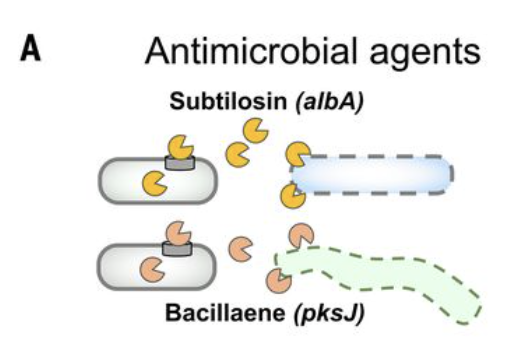 A
Antimicrobial agents
Subtilosin (albA)
Bacillaene (pksJ)